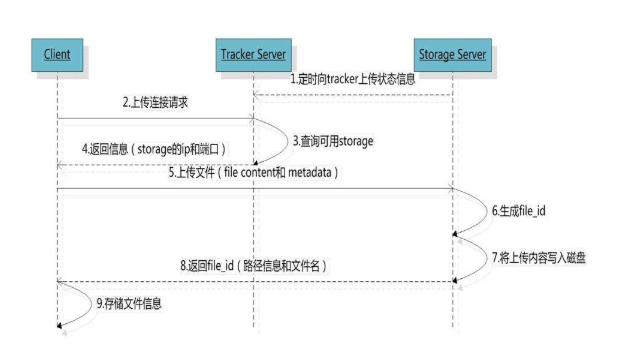 Client
Tracker Server
Storage Server
1.定时向tracker上传状态信息
2.上传连接请求
3.查询可用storage
4.返回信息（storage的ip和端口）
5.上传文件（file content和 metadata）
6.生成file_id
7.将上传内容写入磁盘
8.返回file_id（路径信息和文件名）
9.存储文件信息